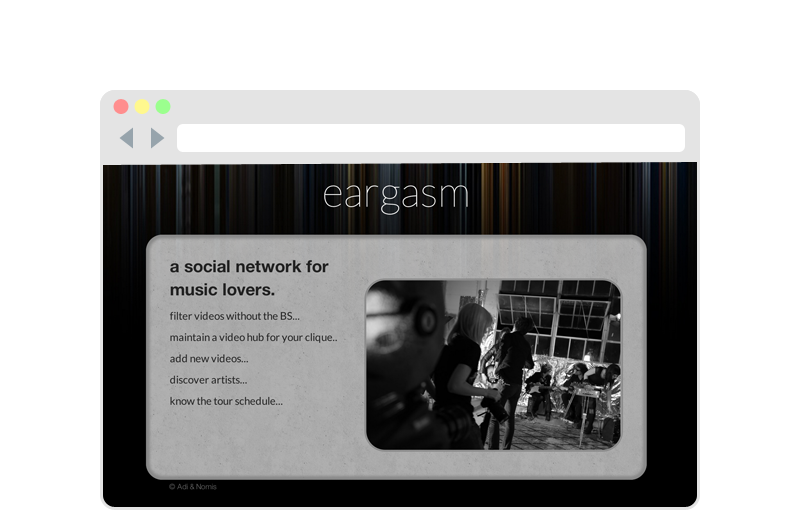 eargasm
a social network for
music lovers.
filter videos without the BS...
maintain a video hub for your clique..
add new videos...
discover artists...
know the tour schedule...
© Adi & Nomis